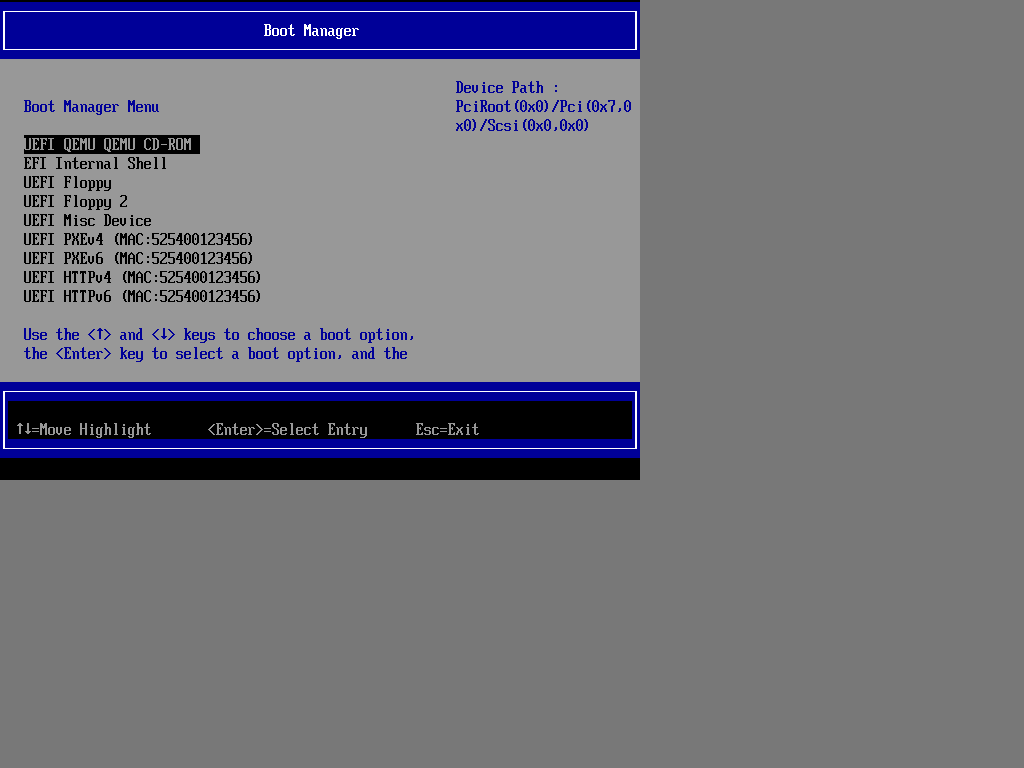 Boot Manager
Device Path :
Boot Manager Menu
PciRoot(0x0)/Pci(0x7,0
x0)/Scsi(0x0,0x0)
UEFI QEMU QEMU CD-ROM
EFI Internal Shell
UEFI Floppy
UEFI Floppy 2
UEFI Misc Device
UEFI PXEv4 (MAC:525400123456)
UEFI PXEv6 (MAC:525400123456)
UEFI HTTPv4 (MAC:525400123456)
UEFI HTTPv6 (MAC:525400123456)
Use the <↑> and <↓> keys to choose a boot option,
the <Enter> key to select a boot option, and the
↑↓=Move Highlight <Enter>=Select Entry Esc=Exit